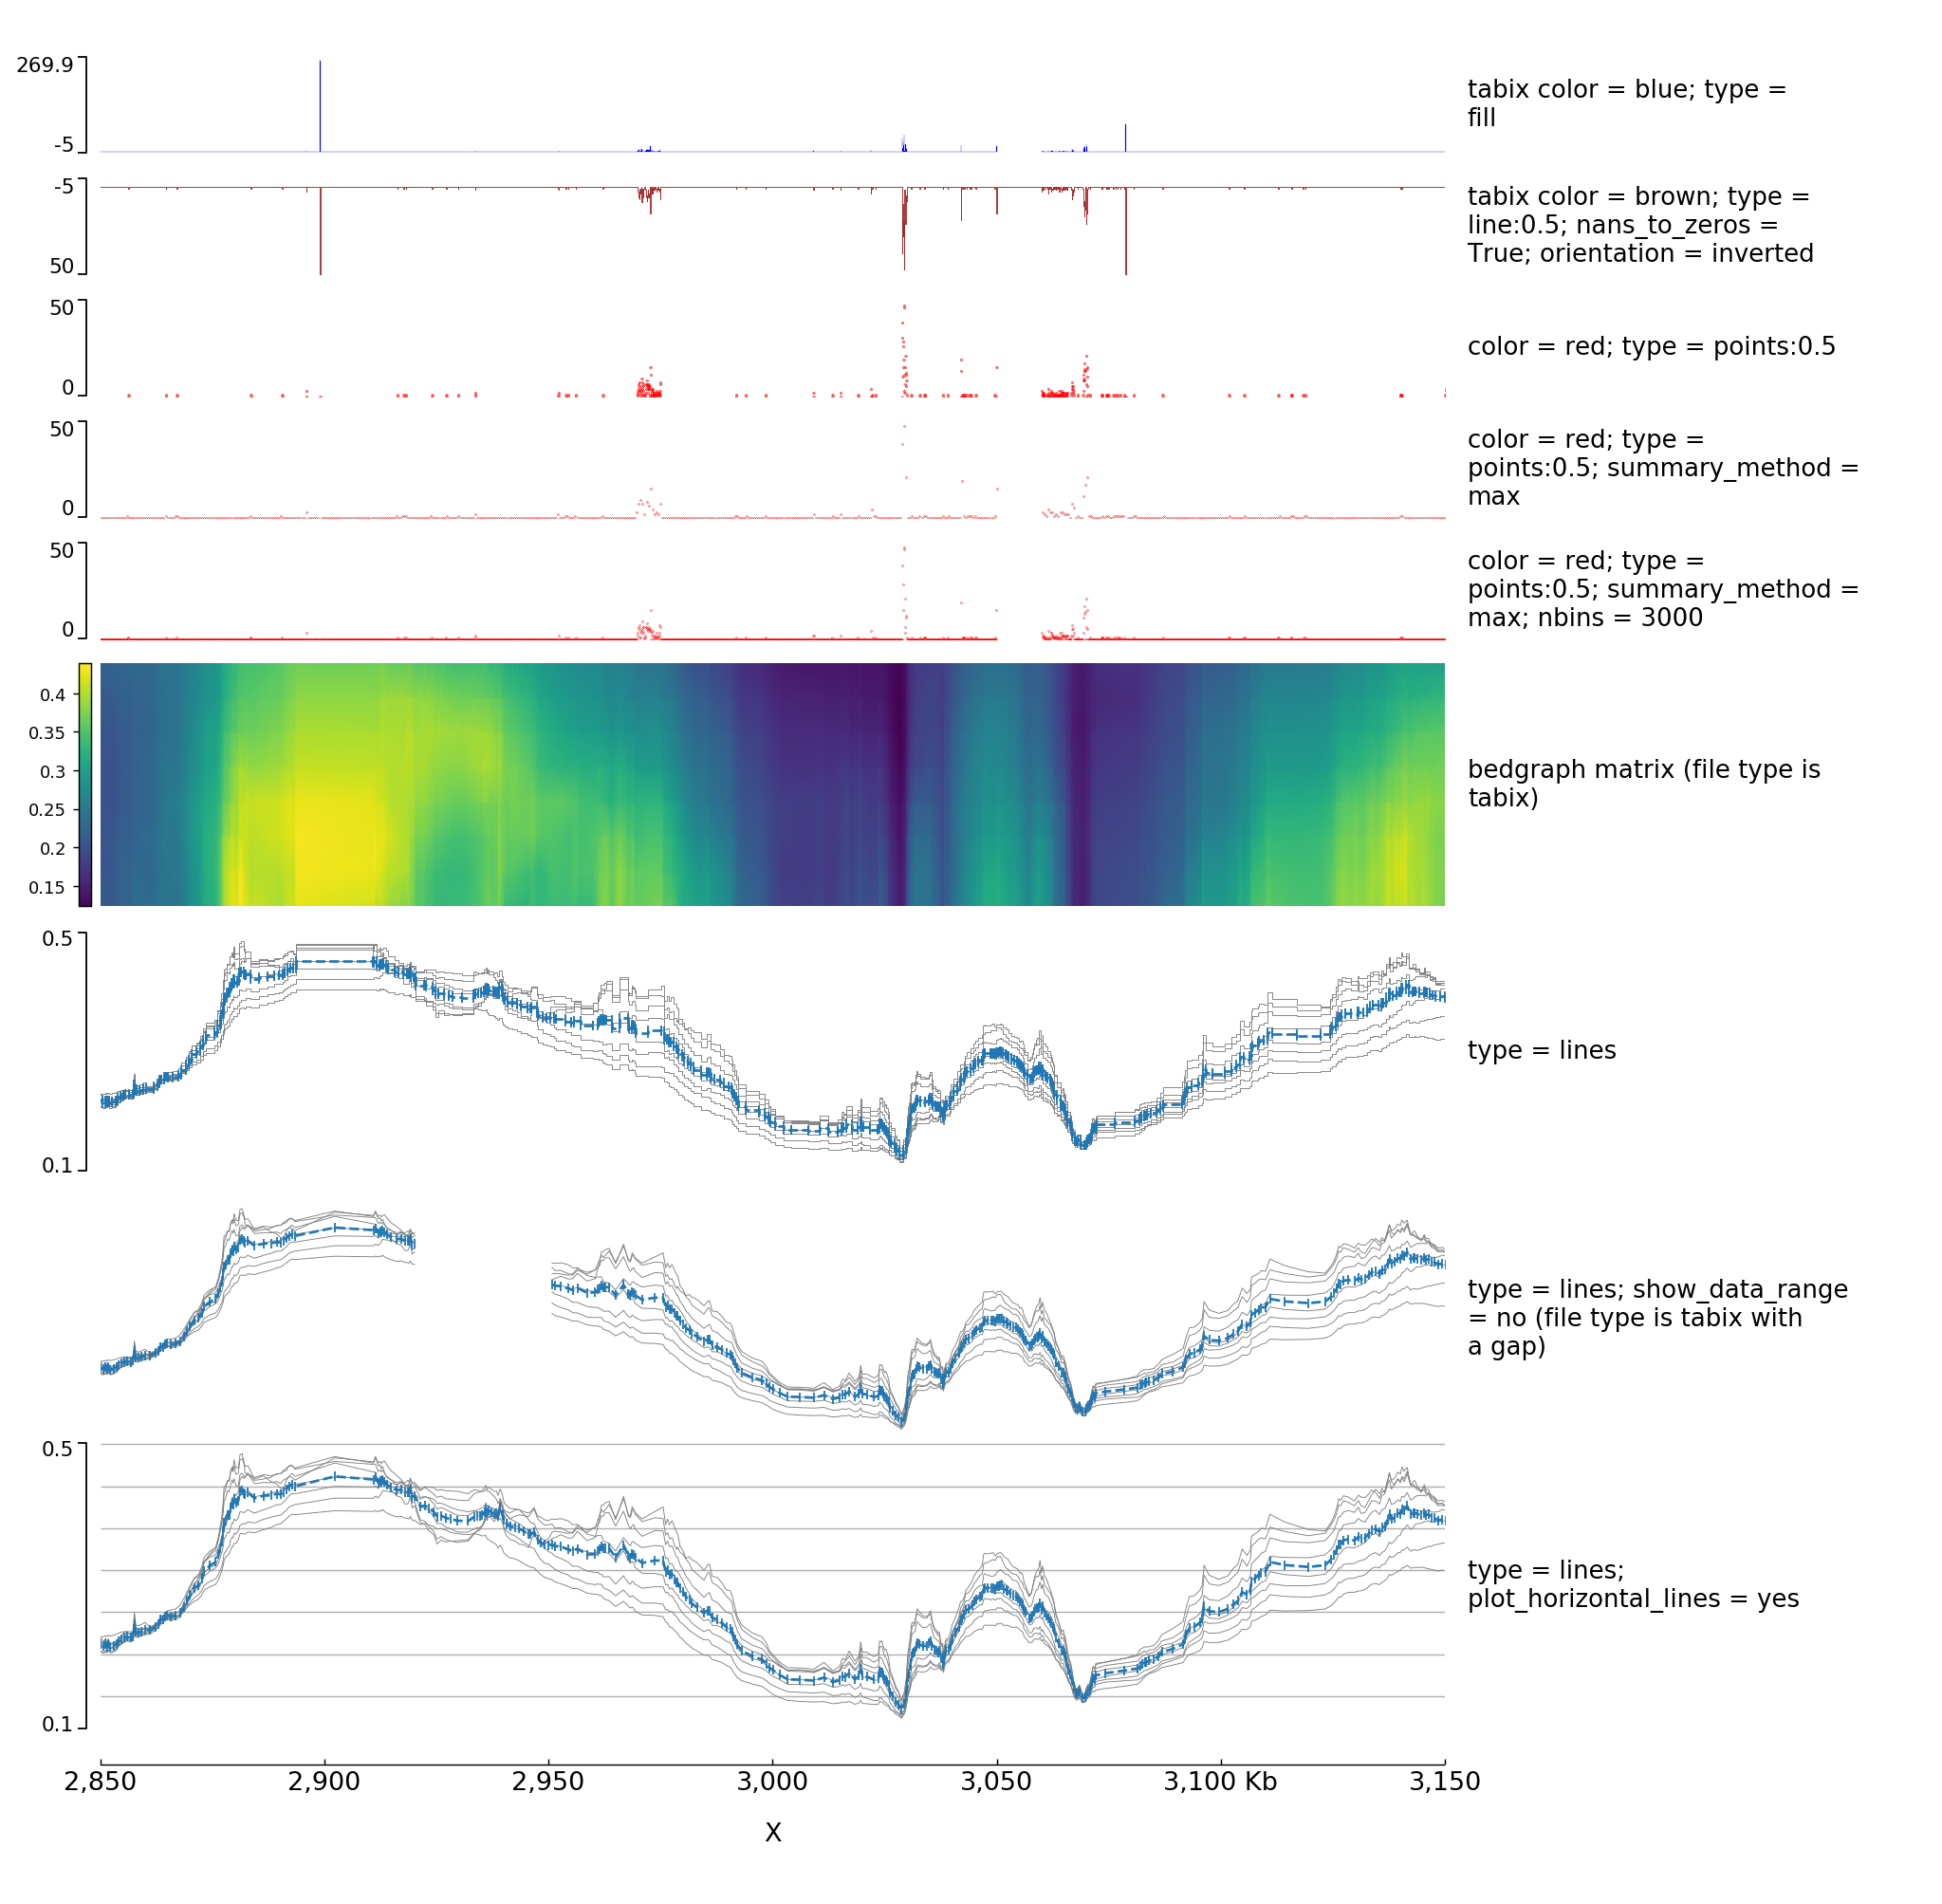 269.9
-5
tabix color = blue; type =
fill
-5
50
tabix color = brown; type =
line:0.5; nans_to_zeros =
True; orientation = inverted
50
0
color = red; type = points:0.5
50
0
color = red; type =
points:0.5; summary_method =
max
50
0
color = red; type =
points:0.5; summary_method =
max; nbins = 3000
0.4
0.35
0.3
0.25
0.2
0.15
bedgraph matrix (file type is
tabix)
0.5
0.1
type = lines
type = lines; show_data_range
= no (file type is tabix with
a gap)
0.5
0.1
type = lines;
plot_horizontal_lines = yes
2,850 2,900 2,950 3,000 3,050 3,100 Kb 3,150
X